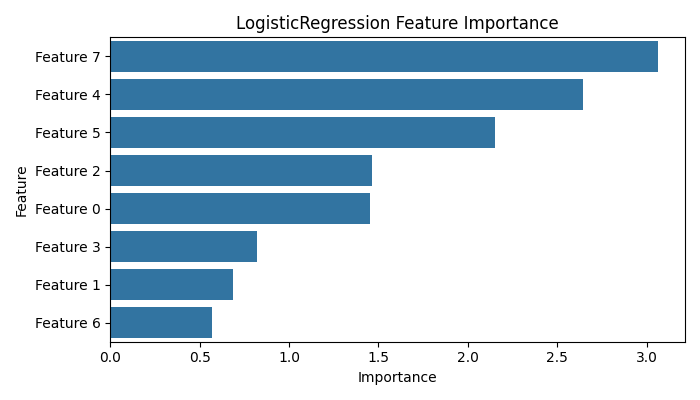 LogisticRegression Feature Importance
Feature
Feature 7
Feature 4
Feature 5
Feature 2
Feature 0
Feature 3
Feature 1
Feature 6
0.0 0.5 1.0 1.5 2.0 2.5 3.0
Importance